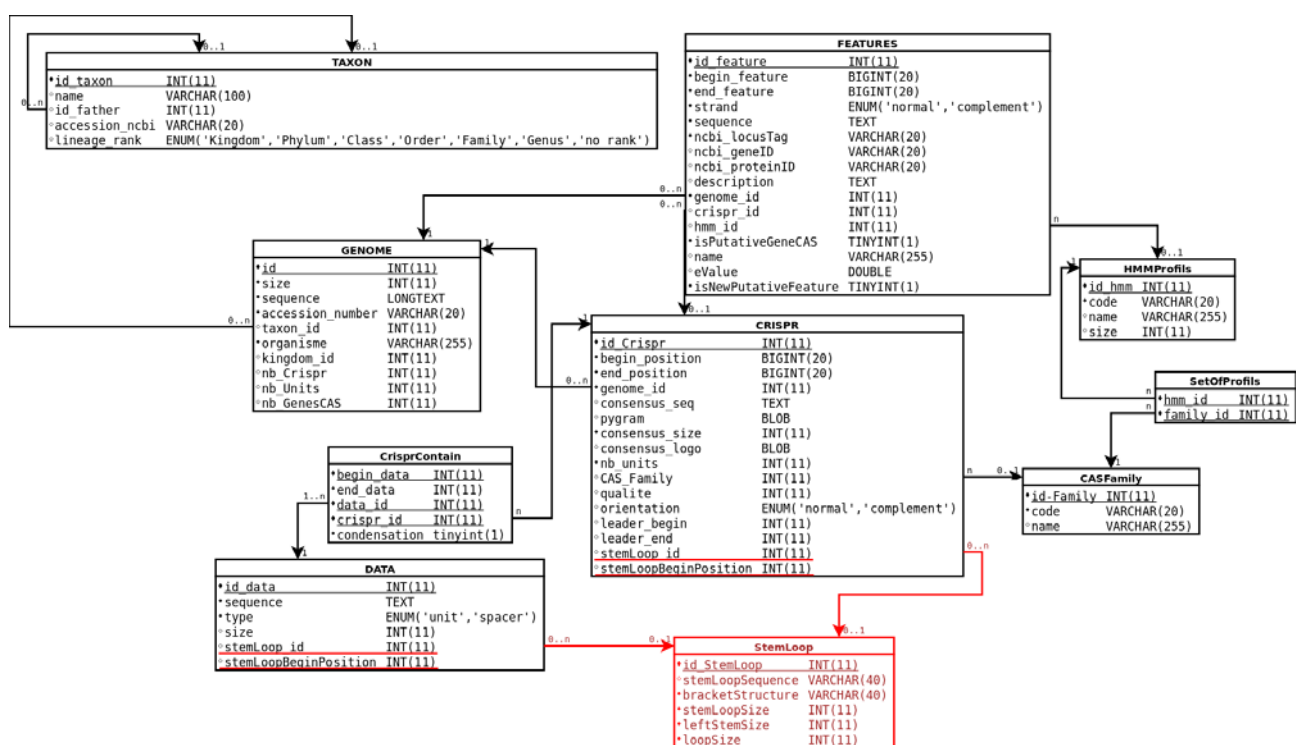 0..1
0..1
TAXON
id_taxon INT(11)
name VARCHAR(100)
id_father INT(11)
accession_ncbi VARCHAR(20)
lineage_rank ENUM('Kingdom','Phylum','Class','Order','Family','Genus','no rank')
0..n
FEATURES
id_feature INT(11)
begin_feature BIGINT(20)
end_feature BIGINT(20)
strand ENUM('normal','complement')
sequence TEXT
ncbi_locusTag VARCHAR(20)
ncbi_geneID VARCHAR(20)
ncbi_proteinID VARCHAR(20)
description TEXT
genome_id INT(11)
crispr_id INT(11)
hmm_id INT(11)
isPutativeGeneCAS TINYINT(1)
name VARCHAR(255)
eValue DOUBLE
isNewPutativeFeature TINYINT(1)
0..n
0..n
n
1
1
0..1
GENOME
id INT(11)
size INT(11)
sequence LONGTEXT
accession_number VARCHAR(20)
taxon_id INT(11)
organisme VARCHAR(255)
kingdom_id INT(11)
nb_Crispr INT(11)
nb_Units INT(11)
nb_GenesCAS INT(11)
0..n
1
HMMProfils
id_hmm INT(11)
code VARCHAR(20)
name VARCHAR(255)
size INT(11)
1
0..1
CRISPR
id_Crispr INT(11)
begin_position BIGINT(20)
end_position BIGINT(20)
genome_id INT(11)
consensus_seq TEXT
pygram BLOB
consensus_size INT(11)
consensus_logo BLOB
nb_units INT(11)
CAS_Family INT(11)
qualite INT(11)
orientation ENUM('normal','complement')
leader_begin INT(11)
leader_end INT(11)
stemLoop_id INT(11)
stemLoopBeginPosition INT(11)
0..n
n
0..1
0..n
SetOfProfils
hmm_id INT(11)
family_id INT(11)
n
n
1
CASFamily
id-Family INT(11)
code VARCHAR(20)
name VARCHAR(255)
CrisprContain
begin_data INT(11)
end_data INT(11)
data_id INT(11)
crispr_id INT(11)
condensation tinyint(1)
1..n
n
1
DATA
id_data INT(11)
sequence TEXT
type ENUM('unit','spacer')
size INT(11)
stemLoop_id INT(11)
stemLoopBeginPosition INT(11)
0..n
0..1
0..1
StemLoop
id_StemLoop INT(11)
stemLoopSequence VARCHAR(40)
bracketStructure VARCHAR(40)
stemLoopSize INT(11)
leftStemSize INT(11)
loopSize INT(11)